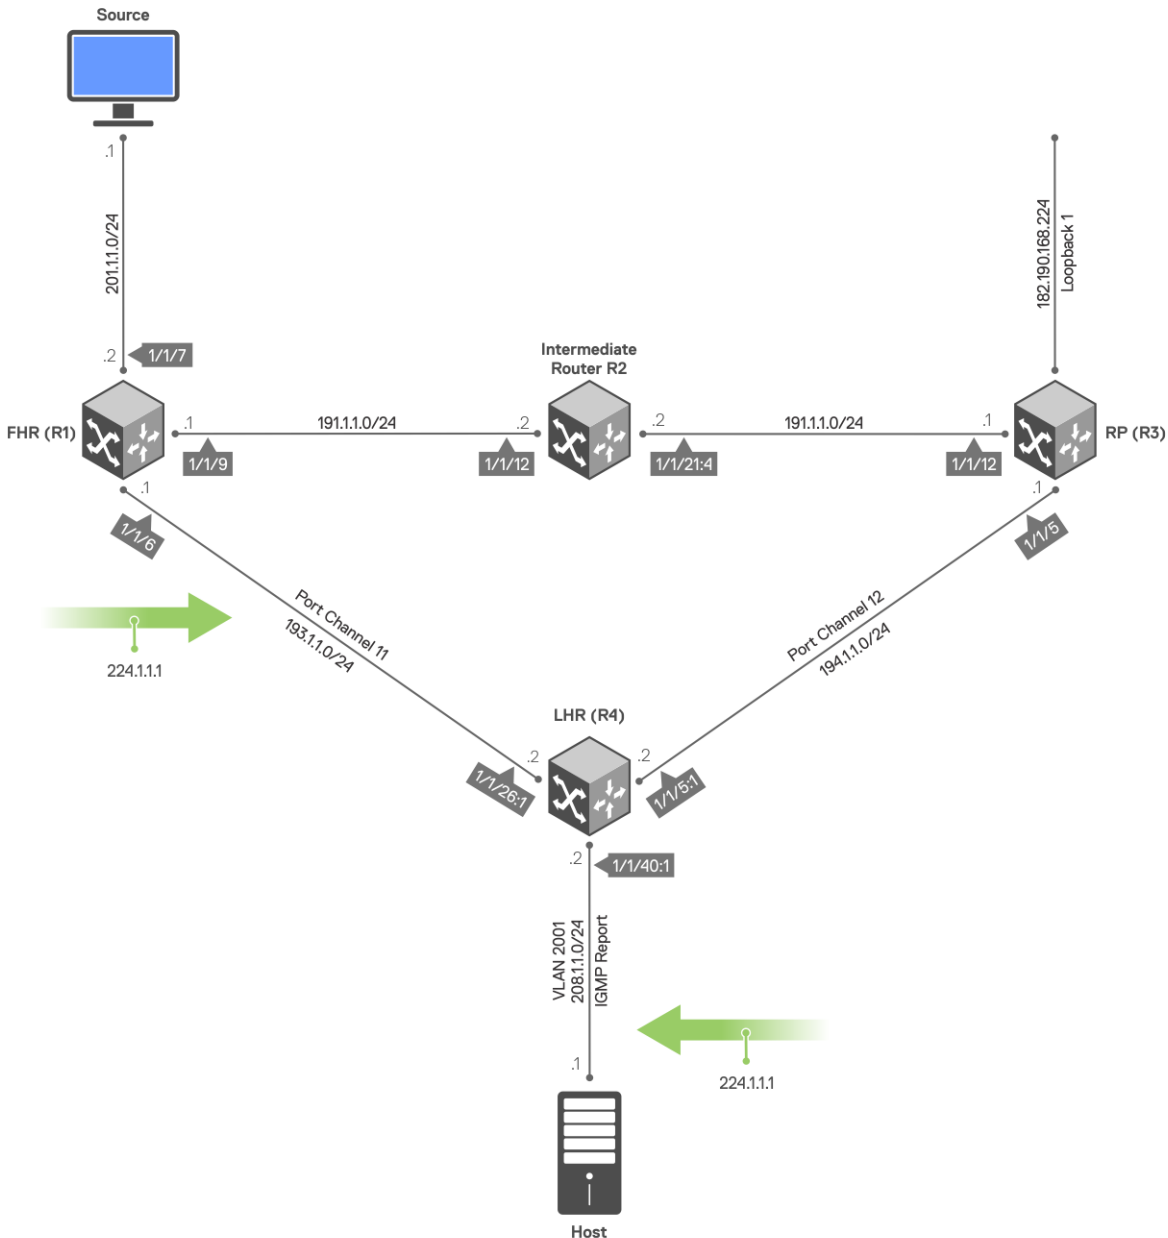 Source
.1
201.1.1.0/24
.2
1/1/7
182.190.168.224
Loopback 1
Intermediate
Router R2
FHR (R1)
.1
191.1.1.0/24
.2
1/1/9
1/1/12
.2
191.1.1.0/24
.1
1/1/21:4
1/1/12
RP (R3)
.1
1/1/6
.1
1/1/5
Port Channel 11
193.1.1.0/24
Port Channel 12
194.1.1.0/24
224.1.1.1
LHR (R4)
.2
1/1/26:1
.2
1/1/5:1
.2
1/1/40:1
VLAN 2001
208.1.1.0/24
IGMP Report
.1
224.1.1.1
Host